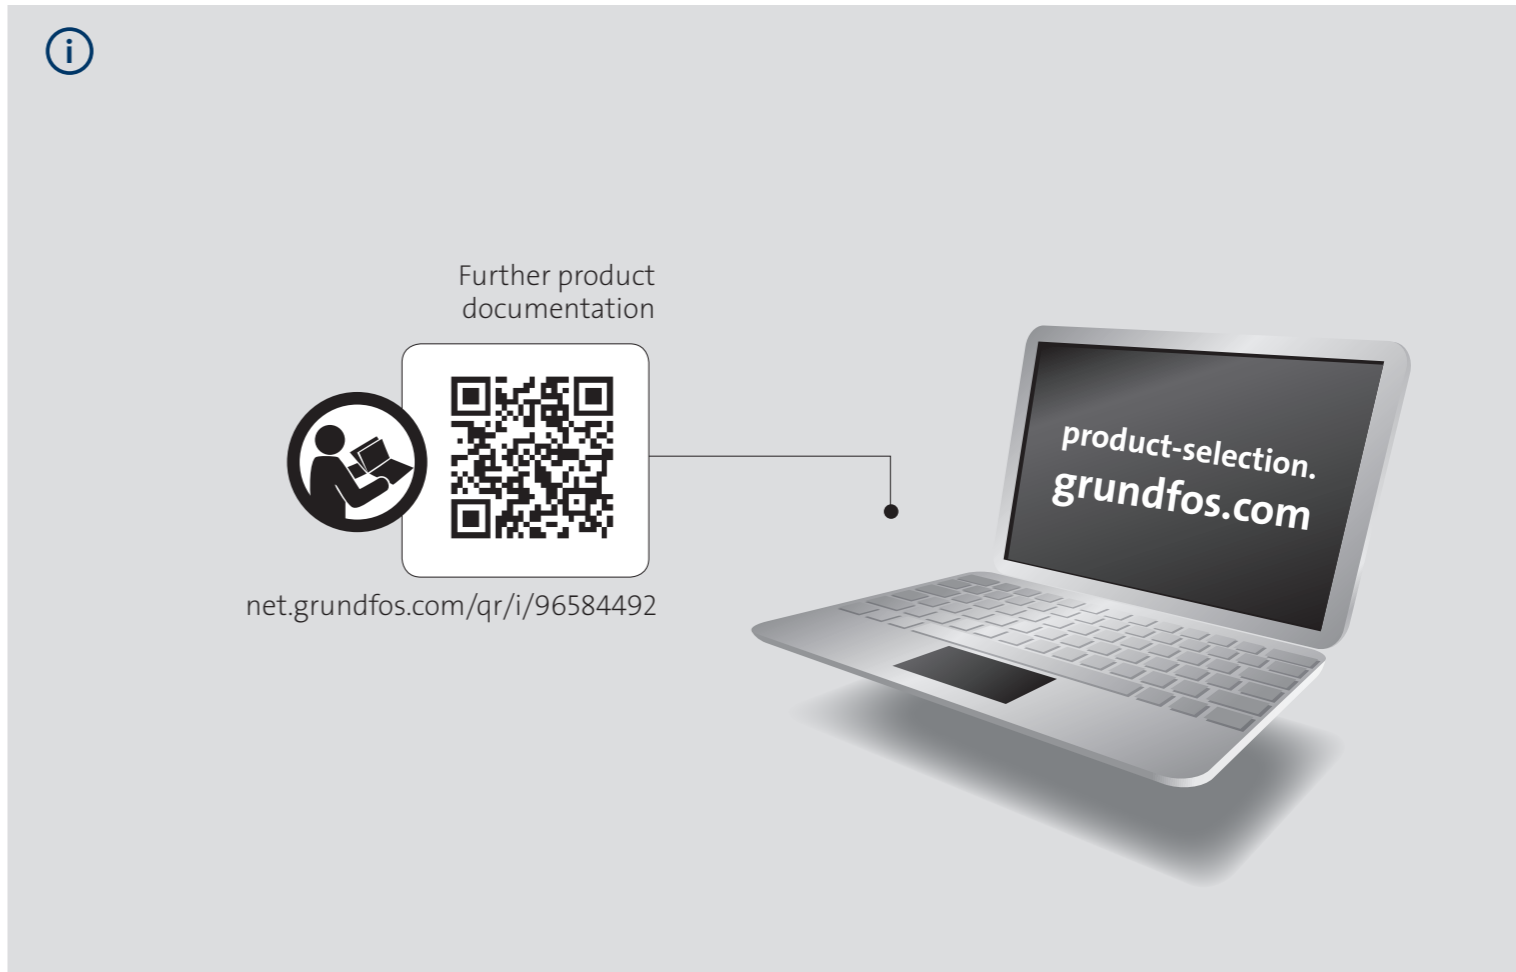 i
Further product
documentation
net.grundfos.com/qr/i/96584492
product-selection.
grundfos.com